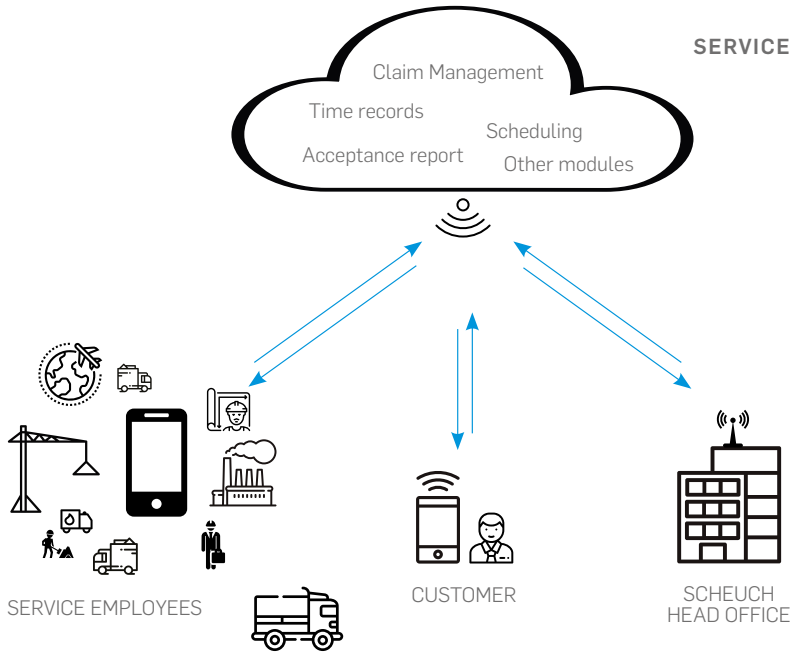 SERVICE
Claim Management
Time records
Scheduling
Acceptance report
Other modules
SERVICE EMPLOYEES
CUSTOMER
SCHEUCH
HEAD OFFICE